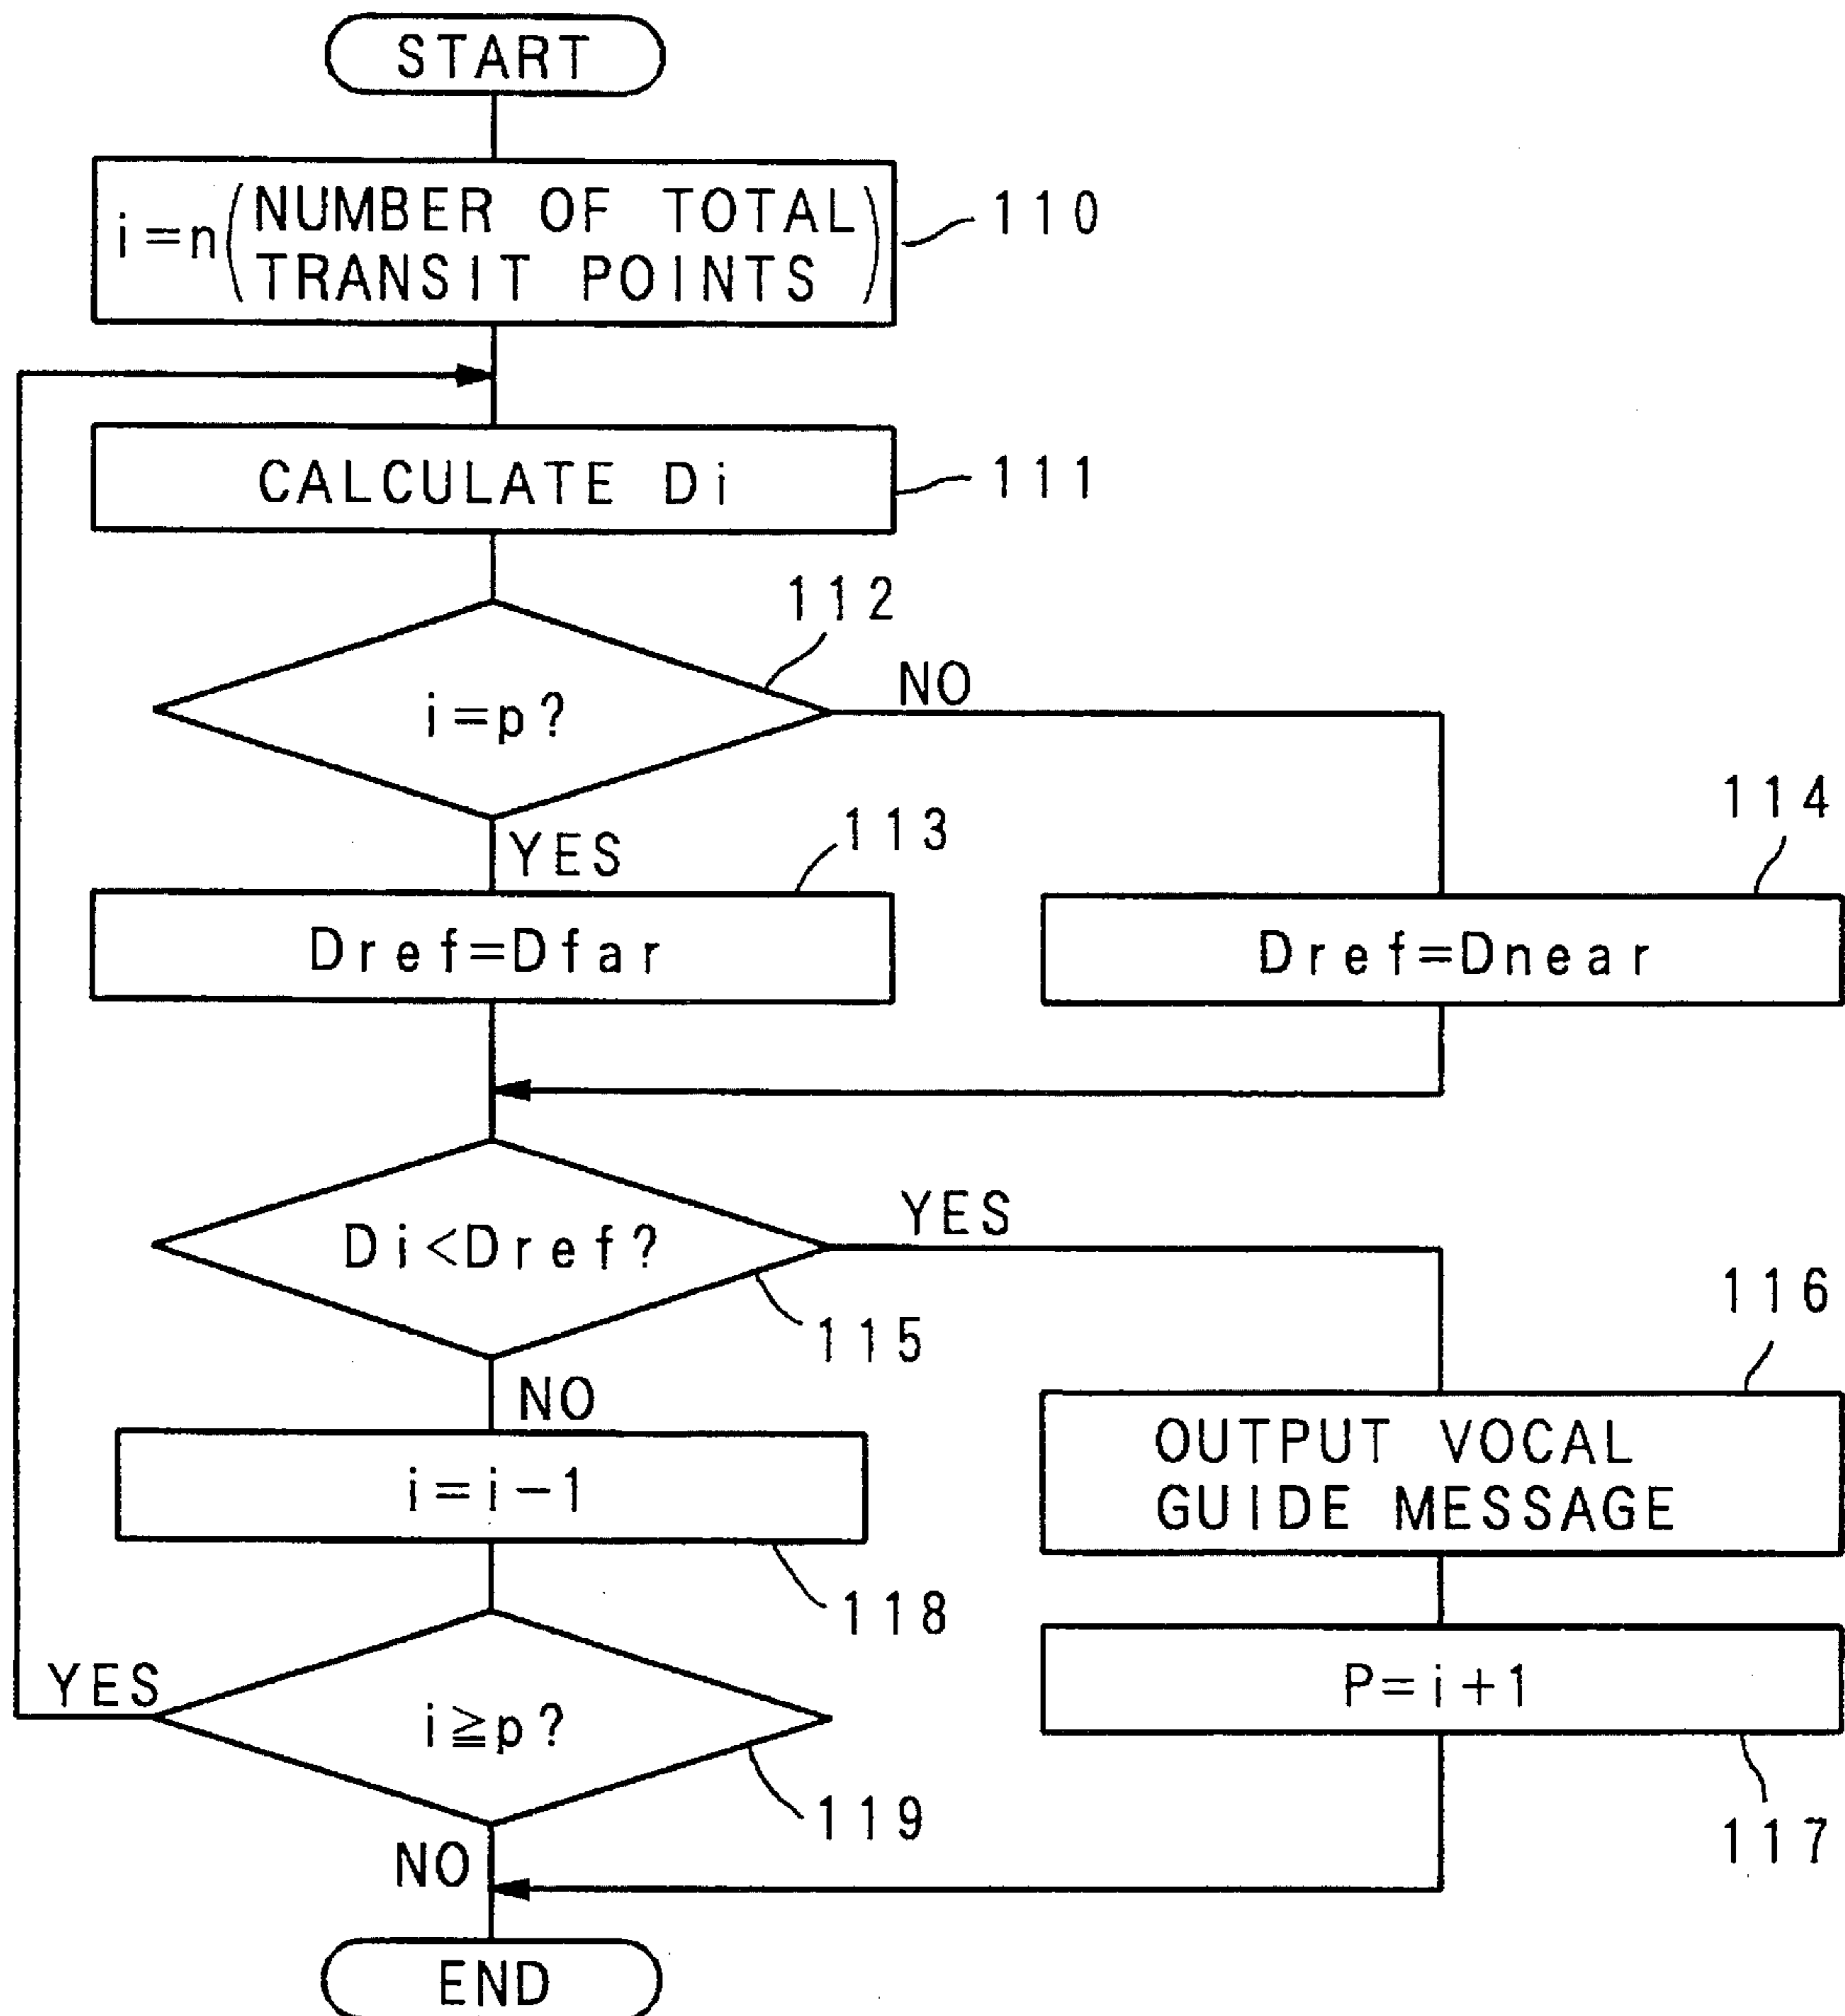 START
i=n(NUMBER OF TOTAL
TRANSIT POINTS)
110
CALCULATE Di
111
112
i=p?
NO
YES
113
114
Dref=Dfar
Dref=Dnear
Di<Dref?
YES
115
116
NO
OUTPUT VOCAL
GUIDE MESSAGE
i=i-1
118
P=i+1
117
YES
i≧p?
119
NO
END